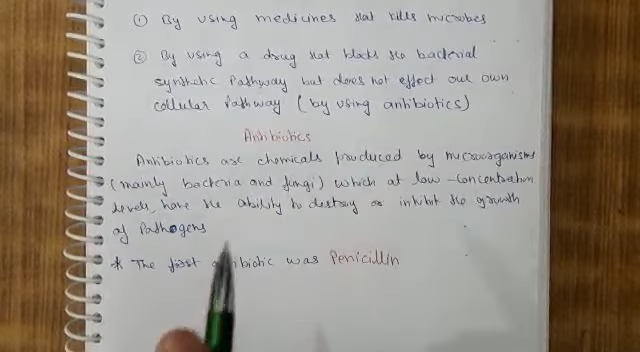 ① By using medicines that kills microbes
② By using a drug that blocks the bacterial
synthetic Pathway but does not effect our own
cellular Pathway (by using antibiotics)
Antibiotics
Antibiotics are chemicals produced by microorganisms
(mainly bacteria and fungi) which at low-concentration
levels, have the ability to destroy or inhibit the growth
of Pathogens
* The first antibiotic was Penicillin